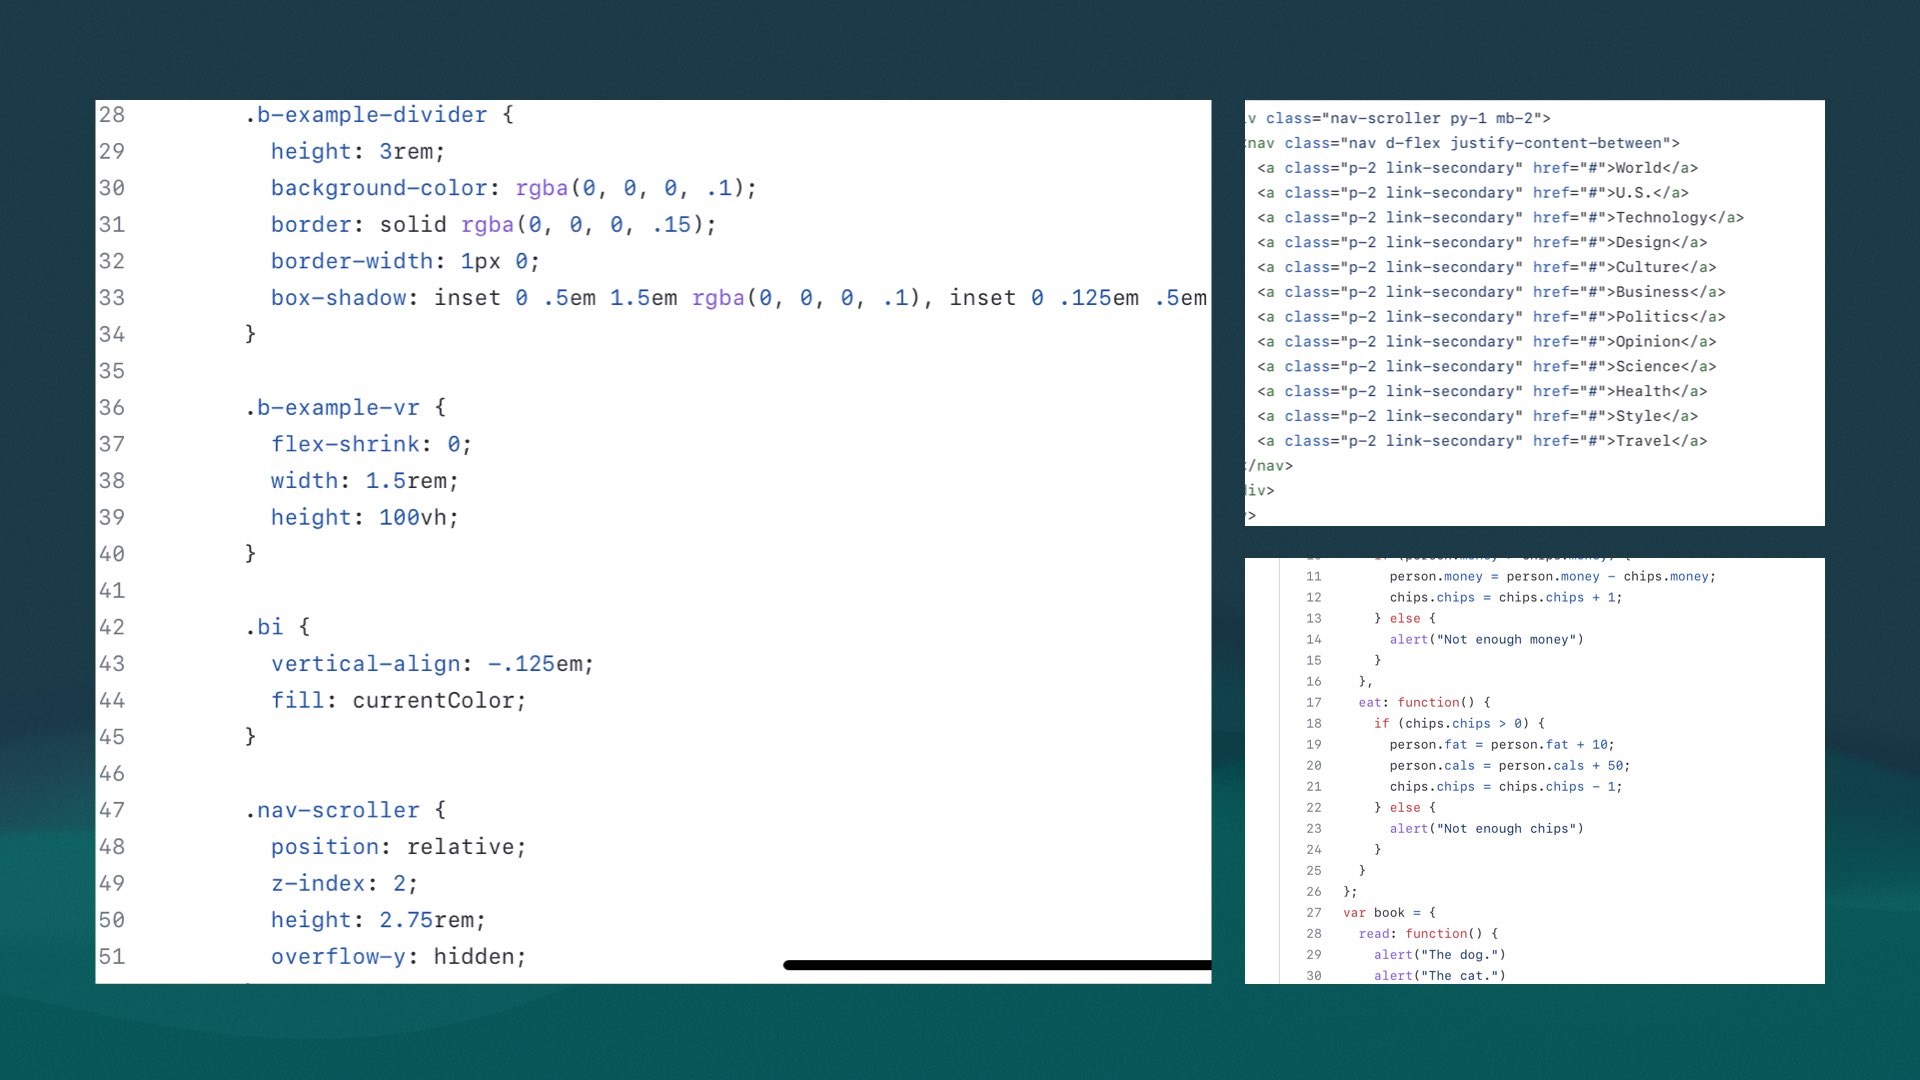 28 .b-example-divider {
29 height: 3rem;
30 background-color: rgba(0, 0, 0, .1);
31 border: solid rgba(0, 0, 0, .15);
32 border-width: 1px 0;
33 box-shadow: inset 0 .5em 1.5em rgba(0, 0, 0, .1), inset 0 .125em .5em
34 }
35
36 .b-example-vr {
37 flex-shrink: 0;
38 width: 1.5rem;
39 height: 100vh;
40 }
41
42 .bi {
43 vertical-align: -.125em;
44 fill: currentColor;
45 }
46
47 .nav-scroller {
48 position: relative;
49 z-index: 2;
50 height: 2.75rem;
51 overflow-y: hidden;
v class="nav-scroller py-1 mb-2">
nav class="nav d-flex justify-content-between">
<a class="p-2 link-secondary" href="#">World</a>
<a class="p-2 link-secondary" href="#">U.S.</a>
<a class="p-2 link-secondary" href="#">Technology</a>
<a class="p-2 link-secondary" href="#">Design</a>
<a class="p-2 link-secondary" href="#">Culture</a>
<a class="p-2 link-secondary" href="#">Business</a>
<a class="p-2 link-secondary" href="#">Politics</a>
<a class="p-2 link-secondary" href="#">Opinion</a>
<a class="p-2 link-secondary" href="#">Science</a>
<a class="p-2 link-secondary" href="#">Health</a>
<a class="p-2 link-secondary" href="#">Style</a>
<a class="p-2 link-secondary" href="#">Travel</a>
/nav>
iv>
>
11 person.money = person.money - chips.money;
12 chips.chips = chips.chips + 1;
13 } else {
14 alert("Not enough money")
15 }
16 },
17 eat: function() {
18 if (chips.chips > 0) {
19 person.fat = person.fat + 10;
20 person.cals = person.cals + 50;
21 chips.chips = chips.chips - 1;
22 } else {
23 alert("Not enough chips")
24 }
25 }
26 };
27 var book = {
28 read: function() {
29 alert("The dog.")
30 alert("The cat.")